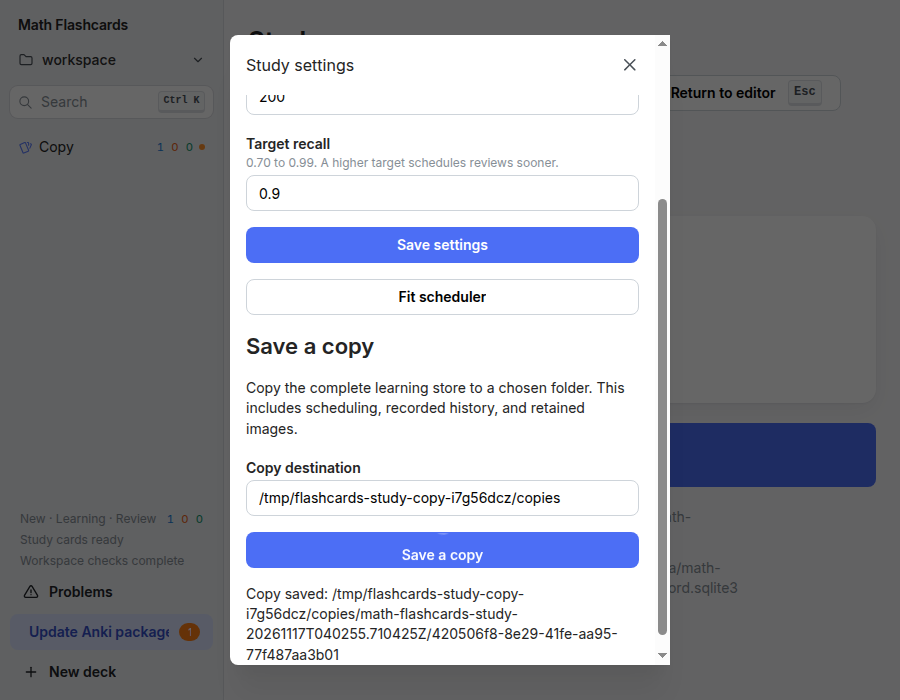 Math Flashcards
workspace
Search
Ctrl K
Copy
1 0 0
New · Learning · Review 1 0 0
Study cards ready
Workspace checks complete
Problems
Update Anki package
1
New deck
Return to editor
Esc
Study settings
200
Target recall
0.70 to 0.99. A higher target schedules reviews sooner.
0.9
Save settings
Fit scheduler
Save a copy
Copy the complete learning store to a chosen folder. This
includes scheduling, recorded history, and retained
images.
Copy destination
/tmp/flashcards-study-copy-i7g56dcz/copies
Save a copy
Copy saved: /tmp/flashcards-study-copy-
i7g56dcz/copies/math-flashcards-study-
20261117T040255.710425Z/420506f8-8e29-41fe-aa95-
77f487aa3b01